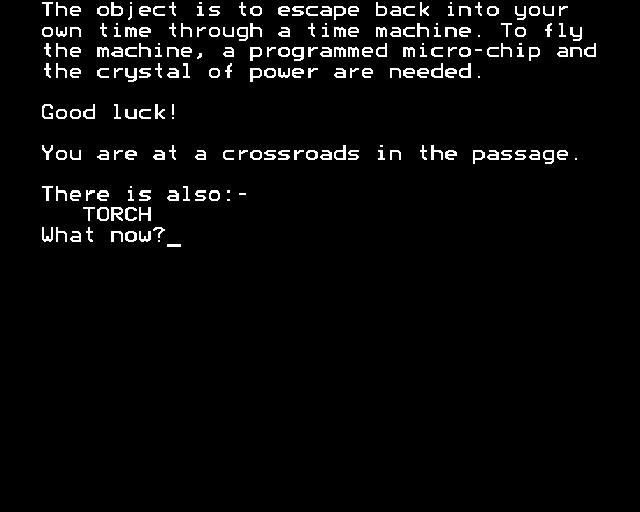 The object is to escape back into your
own time through a time machine. To fly
the machine, a programmed micro-chip and
the crystal of power are needed.
Good luck!
You are at a crossroads in the passage.
There is also:-
TORCH
What now?_